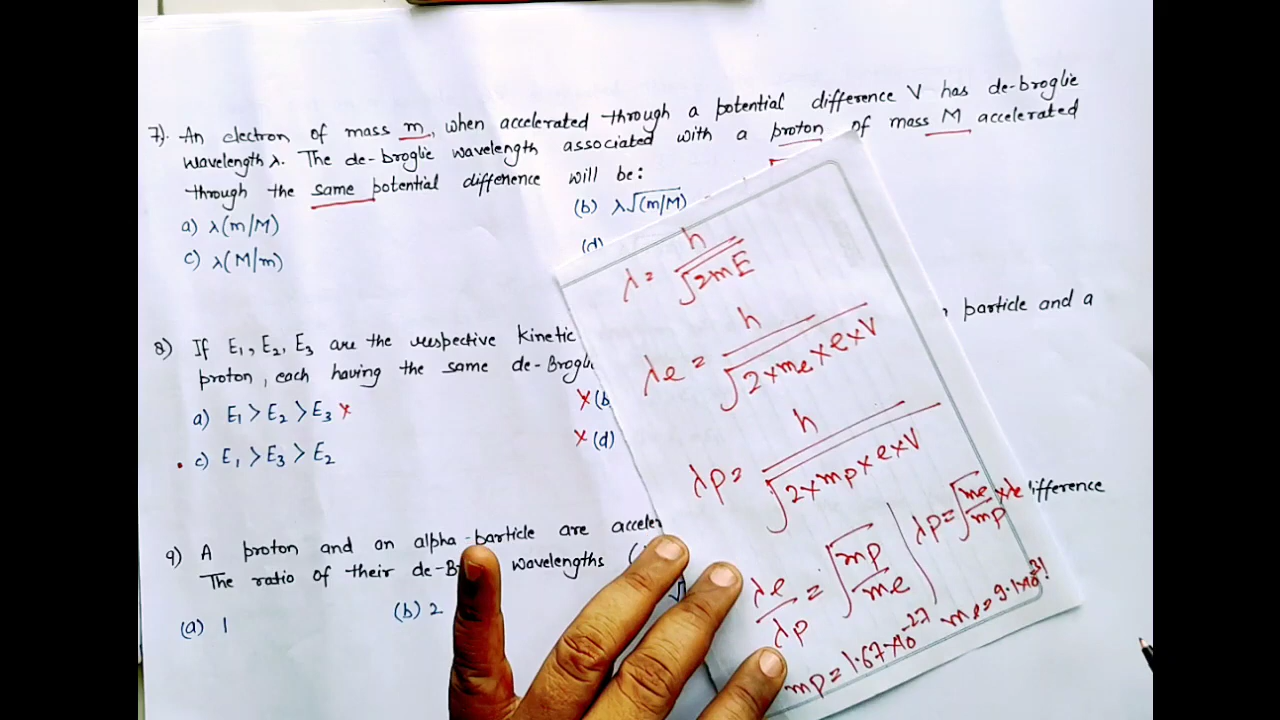 7). An electron of mass m, when accelerated through a potential difference V has de-broglie
wavelength λ. The de-broglie wavelength associated with a proton of mass M accelerated
through the same potential difference will be:
a) λ(m/M)
(b) λ√(m/M)
c) λ(M/m)
(d)
8) If E₁, E₂, E₃ are the respective kinetic
particle and a
proton, each having the same de-Brogl
a) E₁ > E₂ > E₃ ×
×(b
c) E₁ > E₃ > E₂
×(d)
9) A proton and an alpha-particle are acceler
ifference
The ratio of their de-B wavelengths (
(a) 1
(b) 2
λ = h/√2mE
λe = h/√2×me×e×V
λp = h/√2×mp×e×V
λe/λp = √mp/me
λp = √me/mp × λe
mp = 1.67×10⁻²⁷ me = 9.1×10⁻³¹